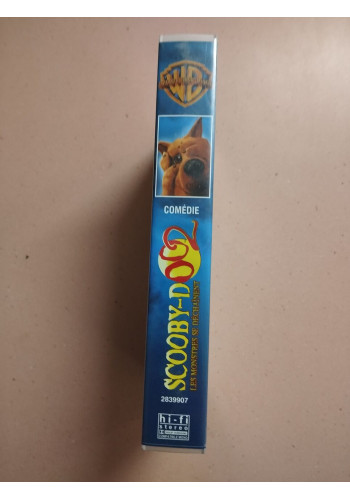 WB
COMÉDIE
SCOOBY-DOO 2
LES MONSTRES SE DÉCHAÎNENT
2839907
hi-fi
stereo